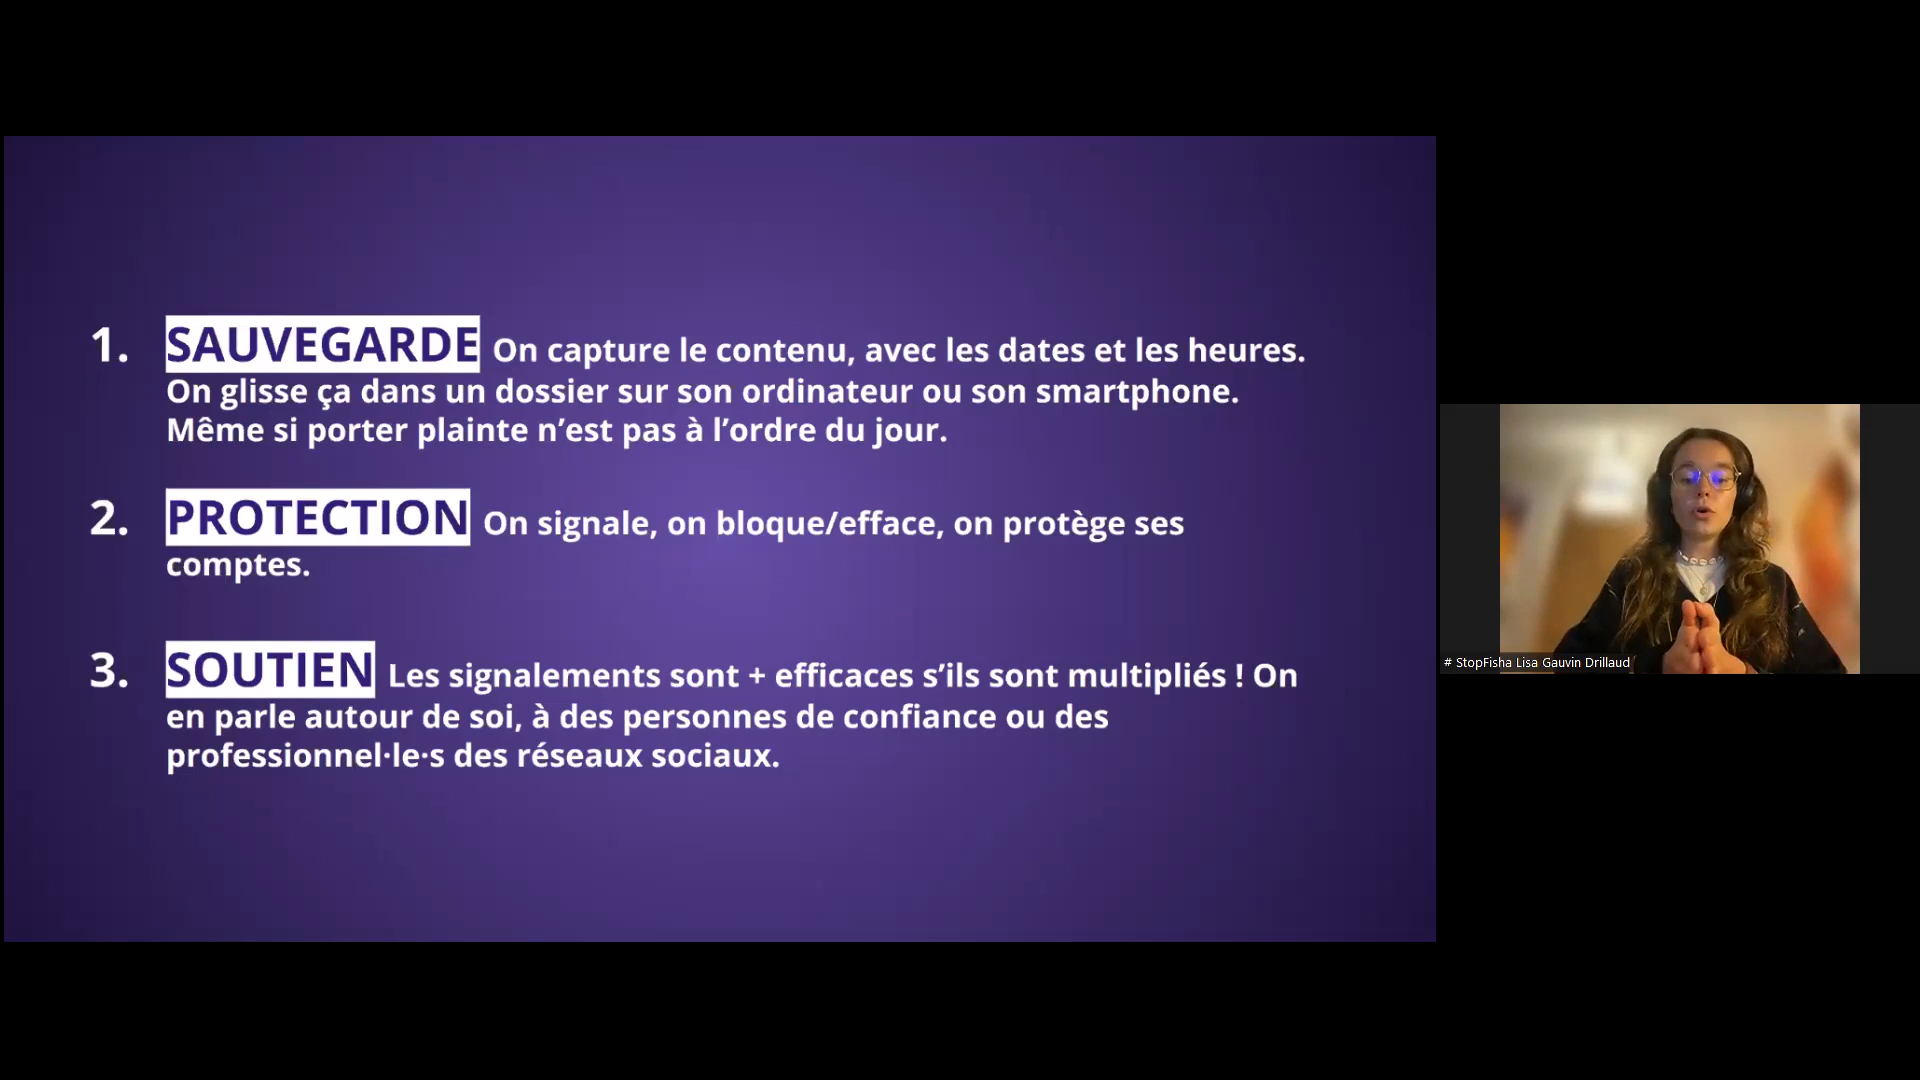 1. SAUVEGARDE On capture le contenu, avec les dates et les heures.
On glisse ça dans un dossier sur son ordinateur ou son smartphone.
Même si porter plainte n’est pas à l’ordre du jour.
2. PROTECTION On signale, on bloque/efface, on protège ses
comptes.
3. SOUTIEN Les signalements sont + efficaces s’ils sont multipliés ! On
en parle autour de soi, à des personnes de confiance ou des
professionnel·le·s des réseaux sociaux.
# StopFisha Lisa Gauvin Drillaud